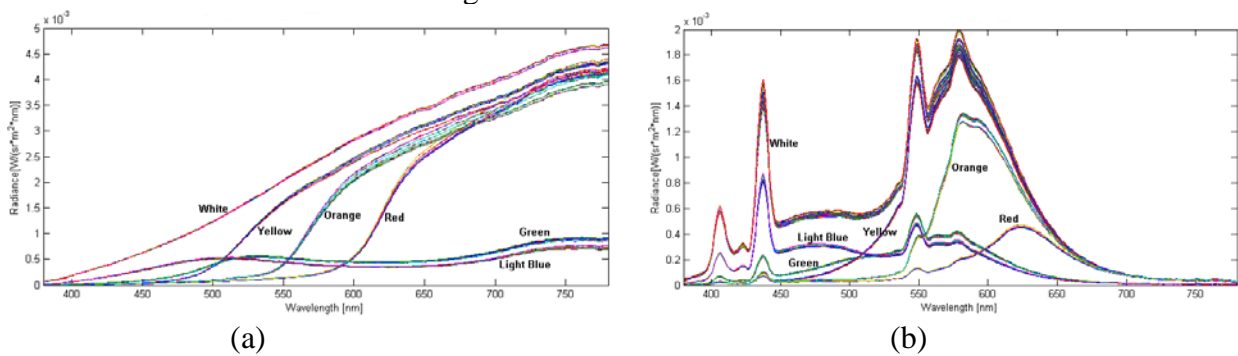 x 10⁻³
5
4.5
4
3.5
3
2.5
2
1.5
1
0.5
0
Radiance[W/(sr*m²*nm)]
White
Yellow
Orange
Red
Green
Light Blue
400 450 500 550 600 650 700 750
Wavelength [nm]
(a)
x 10⁻³
2
1.8
1.6
1.4
1.2
1
0.8
0.6
0.4
0.2
0
Radiance[W/(sr*m²*nm)]
White
Orange
Light Blue
Yellow
Red
Green
400 450 500 550 600 650 700 750
Wavelength [nm]
(b)